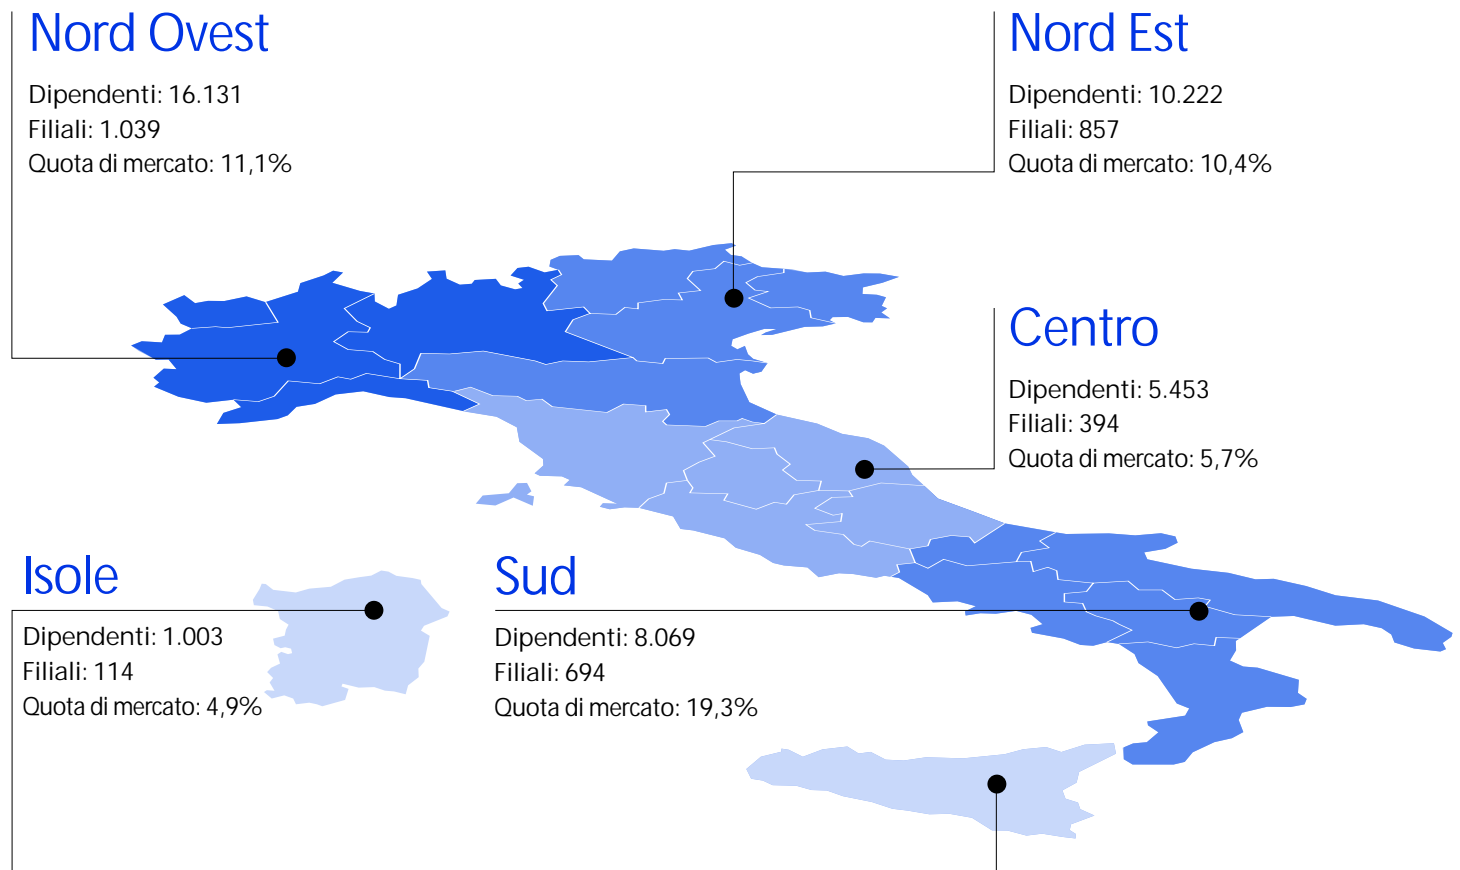 Nord Ovest
Dipendenti: 16.131
Filiali: 1.039
Quota di mercato: 11,1%
Nord Est
Dipendenti: 10.222
Filiali: 857
Quota di mercato: 10,4%
Centro
Dipendenti: 5.453
Filiali: 394
Quota di mercato: 5,7%
Isole
Dipendenti: 1.003
Filiali: 114
Quota di mercato: 4,9%
Sud
Dipendenti: 8.069
Filiali: 694
Quota di mercato: 19,3%